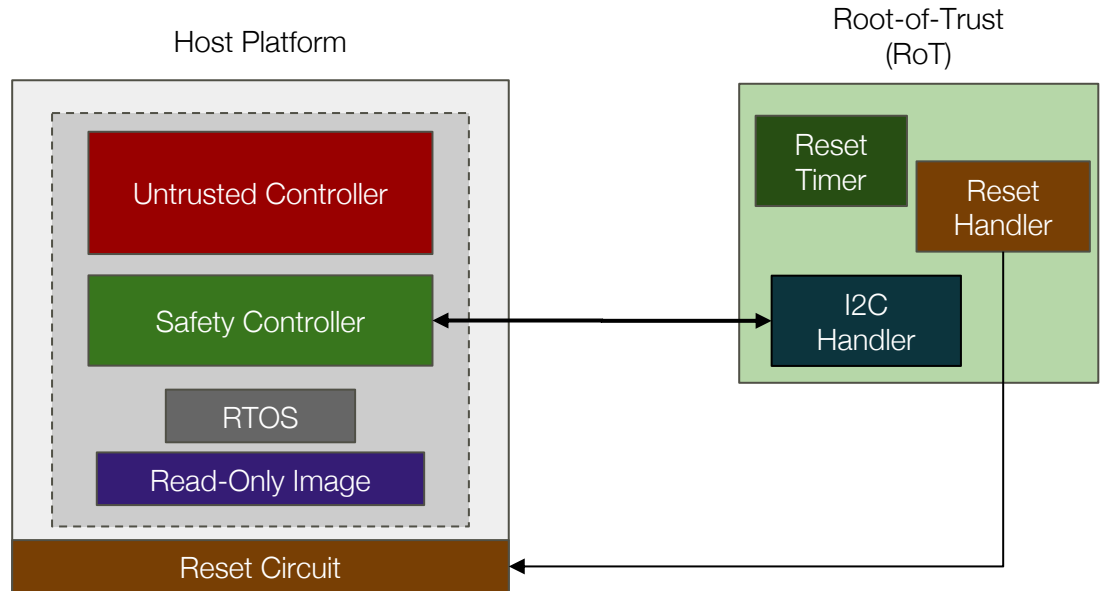 Host Platform
Untrusted Controller
Safety Controller
RTOS
Read-Only Image
Reset Circuit
Root-of-Trust
(RoT)
Reset
Timer
Reset
Handler
I2C
Handler